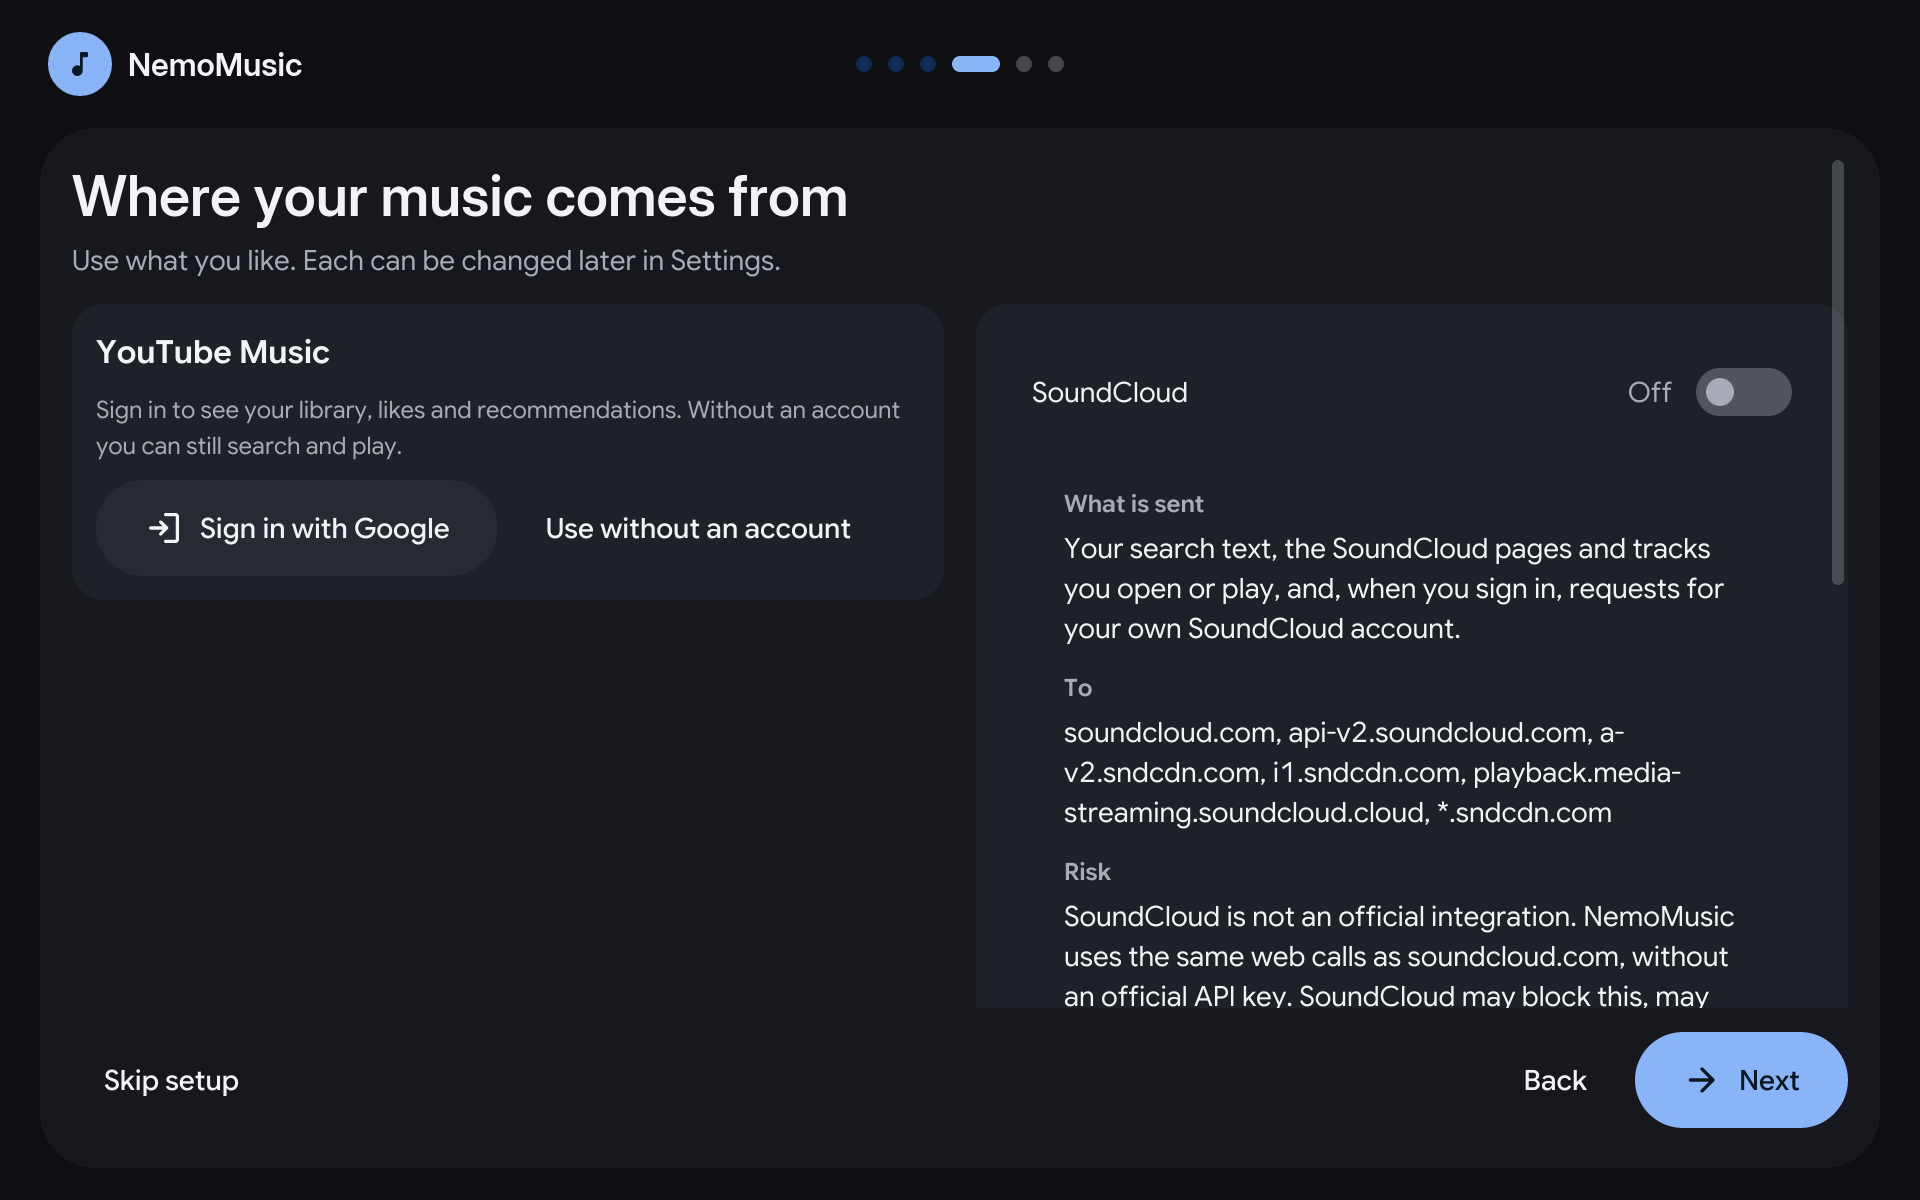 NemoMusic
Where your music comes from
Use what you like. Each can be changed later in Settings.
YouTube Music
Sign in to see your library, likes and recommendations. Without an account
you can still search and play.
Sign in with Google
Use without an account
SoundCloud
Off
What is sent
Your search text, the SoundCloud pages and tracks
you open or play, and, when you sign in, requests for
your own SoundCloud account.
To
soundcloud.com, api-v2.soundcloud.com, a-
v2.sndcdn.com, i1.sndcdn.com, playback.media-
streaming.soundcloud.cloud, *.sndcdn.com
Risk
SoundCloud is not an official integration. NemoMusic
uses the same web calls as soundcloud.com, without
an official API key. SoundCloud may block this, may
Skip setup
Back
Next